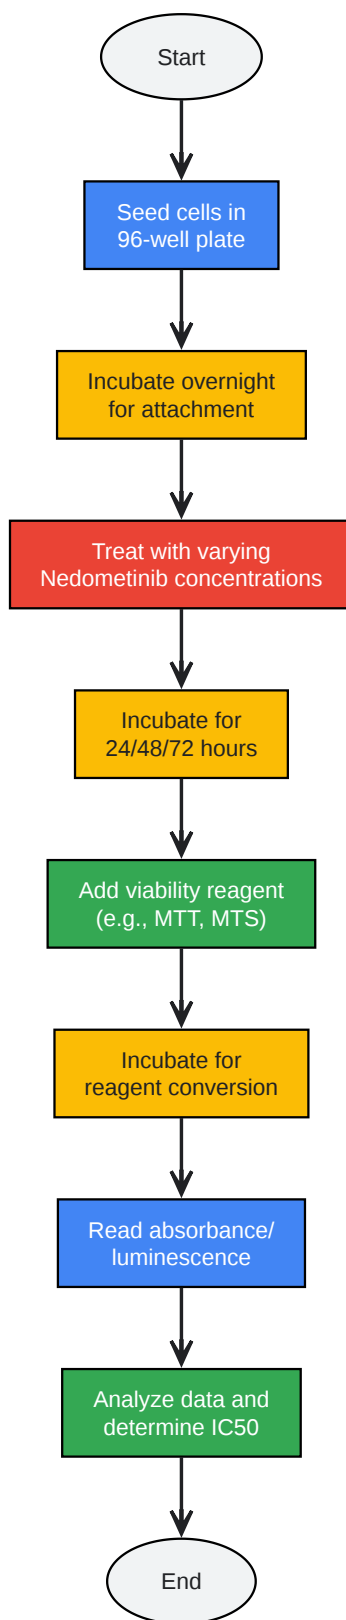 Start
Seed cells in
96-well plate
Incubate overnight
for attachment
Treat with varying
Nedometinib concentrations
Incubate for
24/48/72 hours
Add viability reagent
(e.g., MTT, MTS)
Incubate for
reagent conversion
Read absorbance/
luminescence
Analyze data and
determine IC50
End